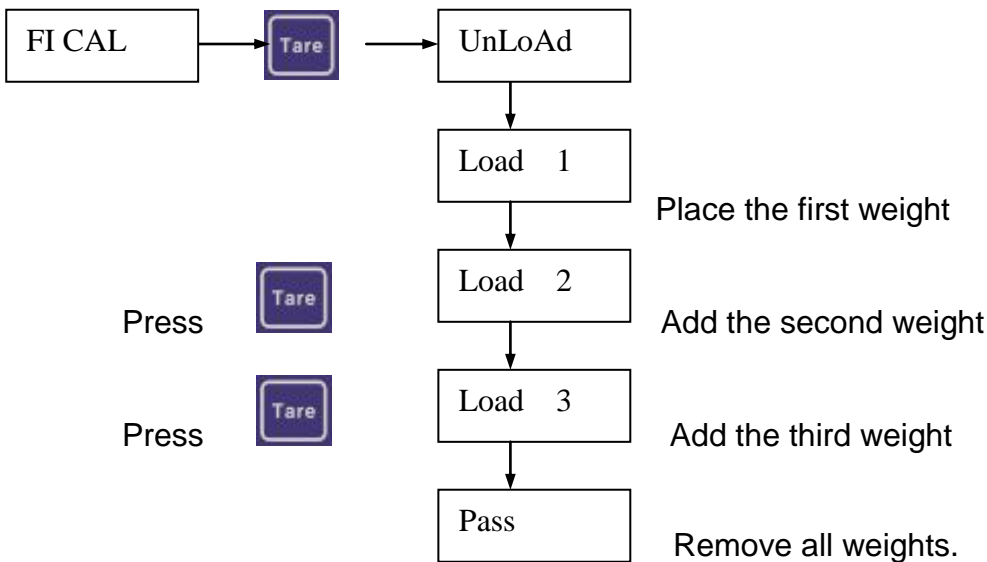 FI CAL Tare UnLoAd
Load 1
Place the first weight
Tare Load 2
Press Add the second weight
Tare Load 3
Press Add the third weight
Pass
Remove all weights.